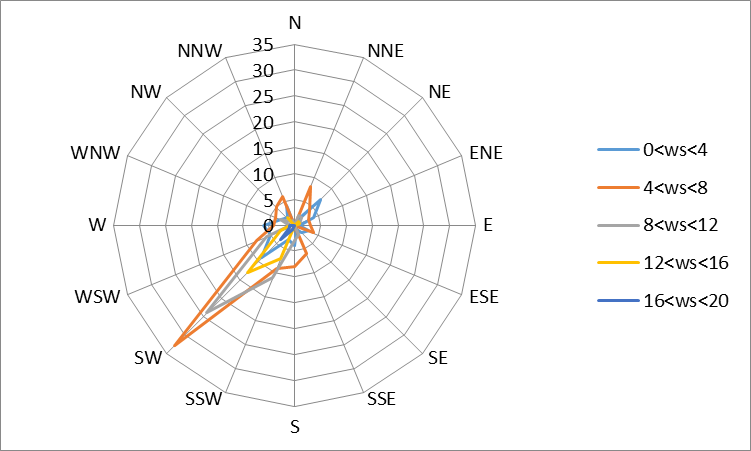 N
NNE
NE
ENE
E
ESE
SE
SSE
S
SSW
SW
WSW
W
WNW
NW
NNW
35
30
25
20
15
10
5
0
0<ws<4
4<ws<8
8<ws<12
12<ws<16
16<ws<20